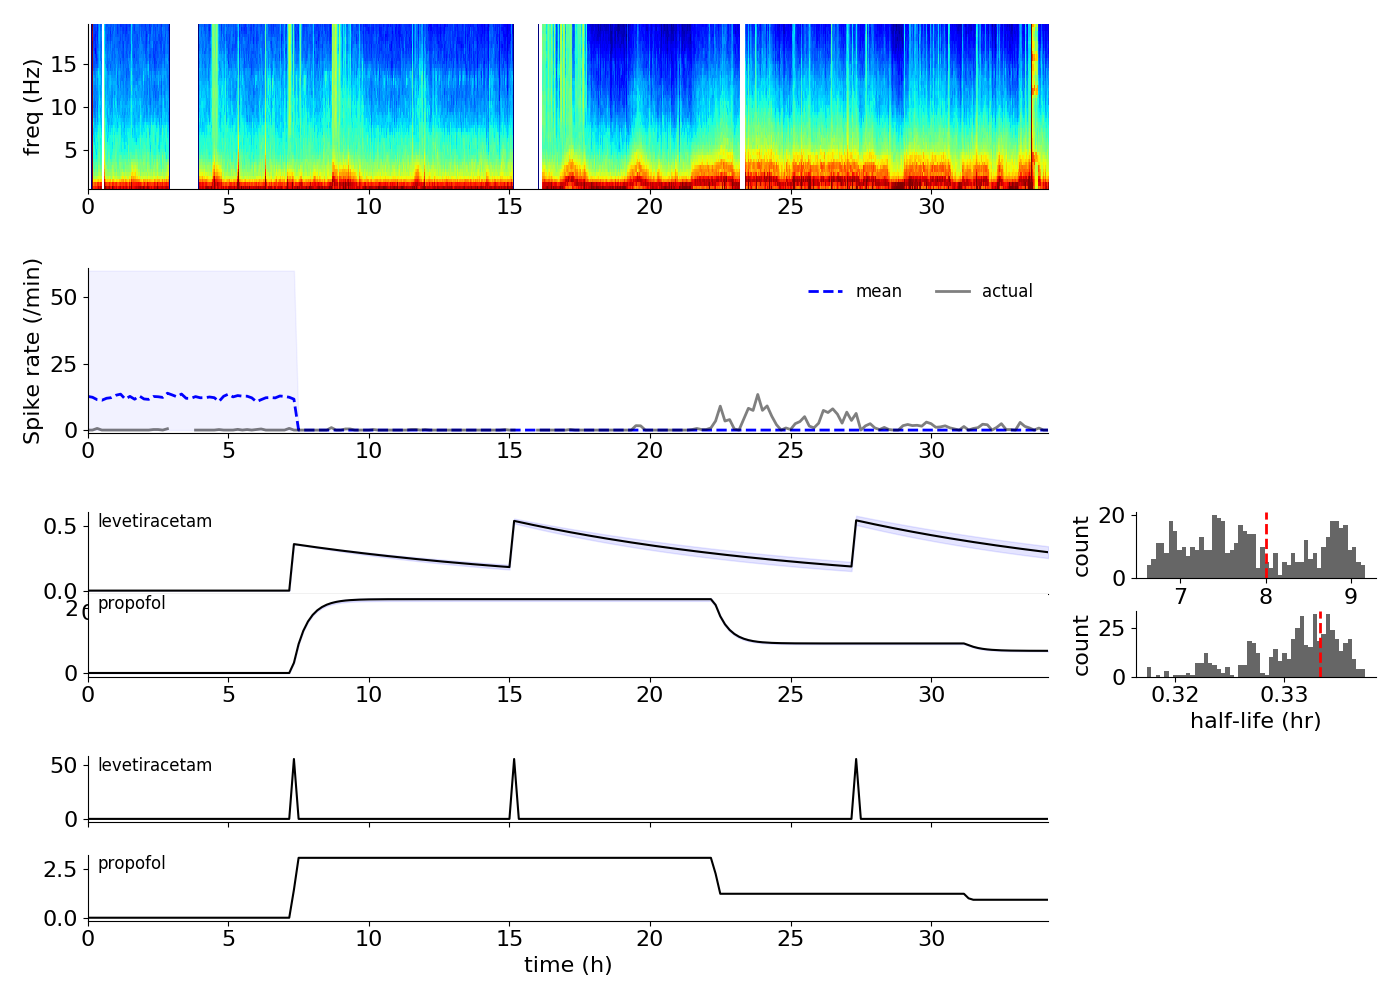 freq (Hz)
15
10
5
0 5 10 15 20 25 30
Spike rate (/min)
50
25
0
mean actual
0 5 10 15 20 25 30
levetiracetam
0.5
0.0
0
propofol
2
0
0 5 10 15 20 25 30
count
20
0
7 8 9
count
25
0
0.32 0.33
half-life (hr)
levetiracetam
50
0
propofol
2.5
0.0
0 5 10 15 20 25 30
time (h)